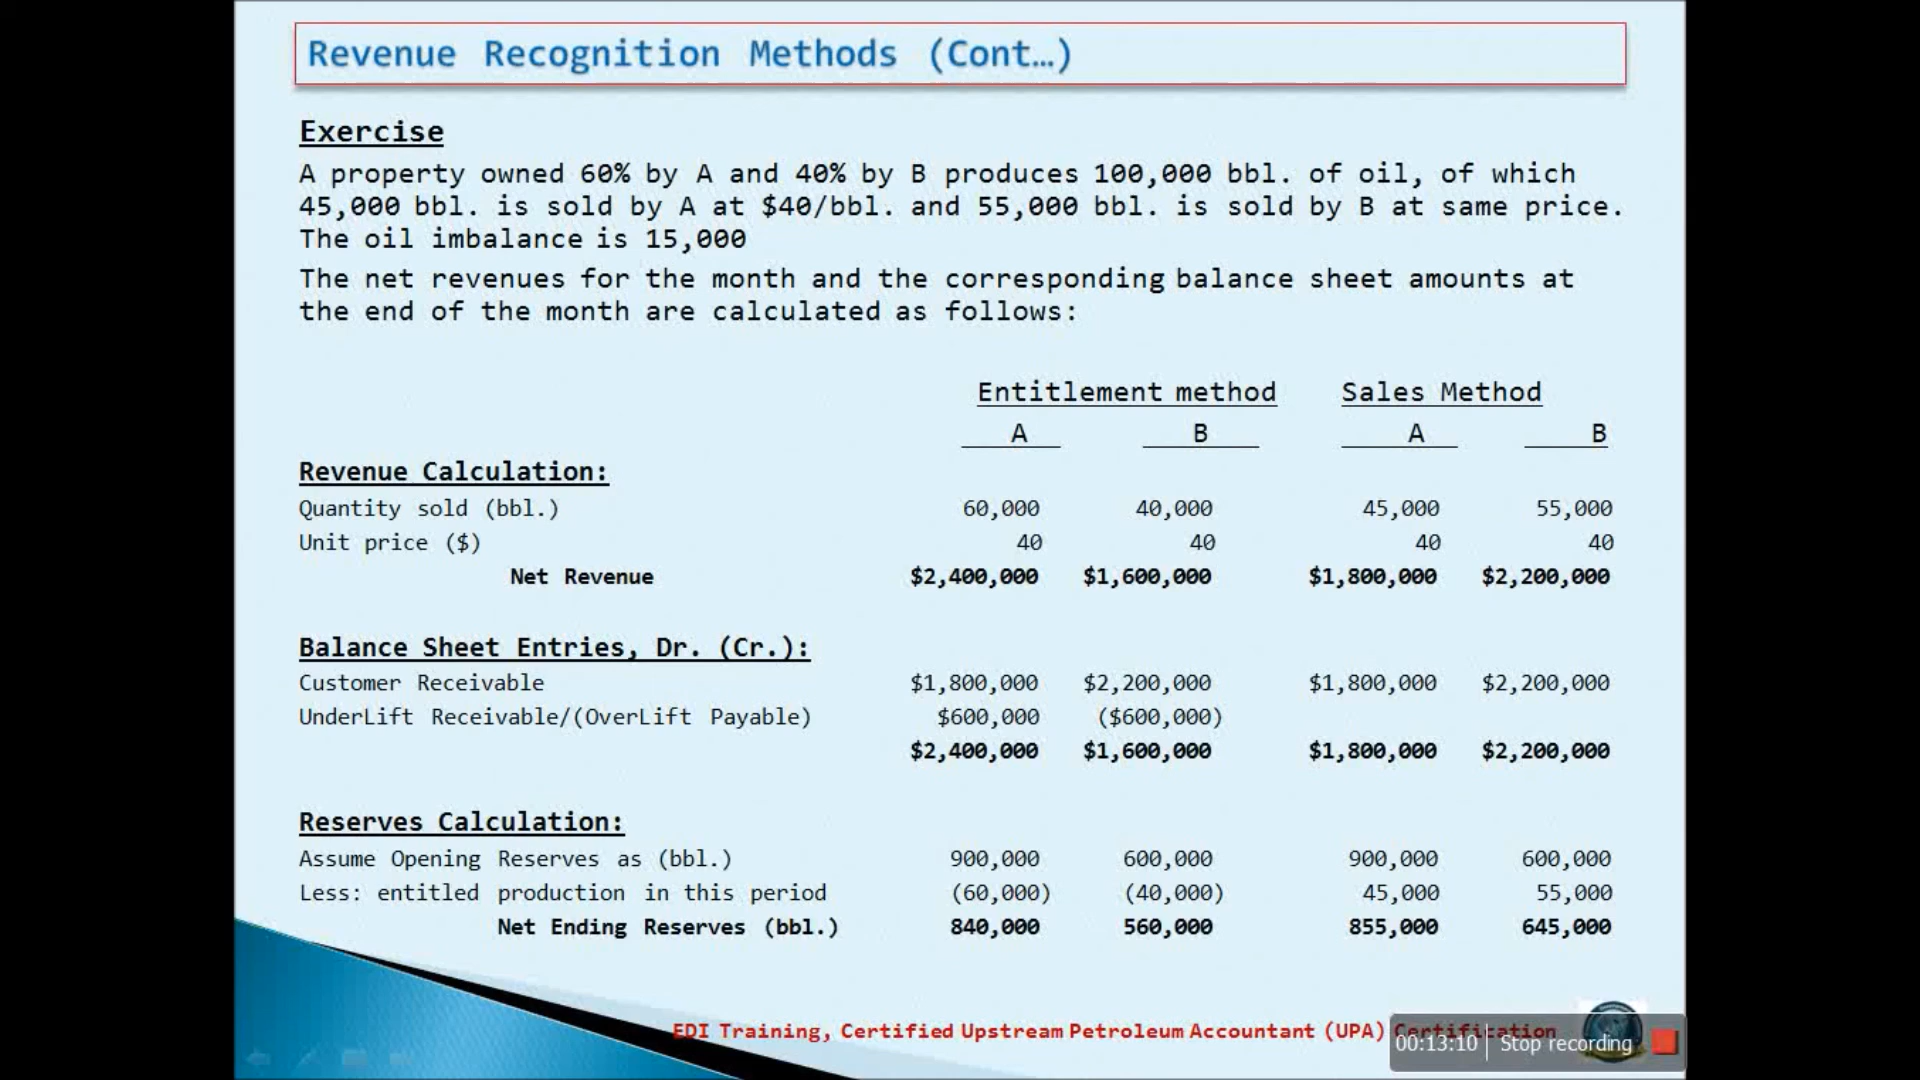 Revenue Recognition Methods (Cont…)
Exercise
A property owned 60% by A and 40% by B produces 100,000 bbl. of oil, of which
45,000 bbl. is sold by A at $40/bbl. and 55,000 bbl. is sold by B at same price.
The oil imbalance is 15,000
The net revenues for the month and the corresponding balance sheet amounts at
the end of the month are calculated as follows:
Entitlement method Sales Method
A B A B
Revenue Calculation:
Quantity sold (bbl.) 60,000 40,000 45,000 55,000
Unit price ($) 40 40 40 40
Net Revenue $2,400,000 $1,600,000 $1,800,000 $2,200,000
Balance Sheet Entries, Dr. (Cr.):
Customer Receivable $1,800,000 $2,200,000 $1,800,000 $2,200,000
UnderLift Receivable/(OverLift Payable) $600,000 ($600,000)
$2,400,000 $1,600,000 $1,800,000 $2,200,000
Reserves Calculation:
Assume Opening Reserves as (bbl.) 900,000 600,000 900,000 600,000
Less: entitled production in this period (60,000) (40,000) 45,000 55,000
Net Ending Reserves (bbl.) 840,000 560,000 855,000 645,000
EDI Training, Certified Upstream Petroleum Accountant (UPA) Certification
00:13:10 Stop recording